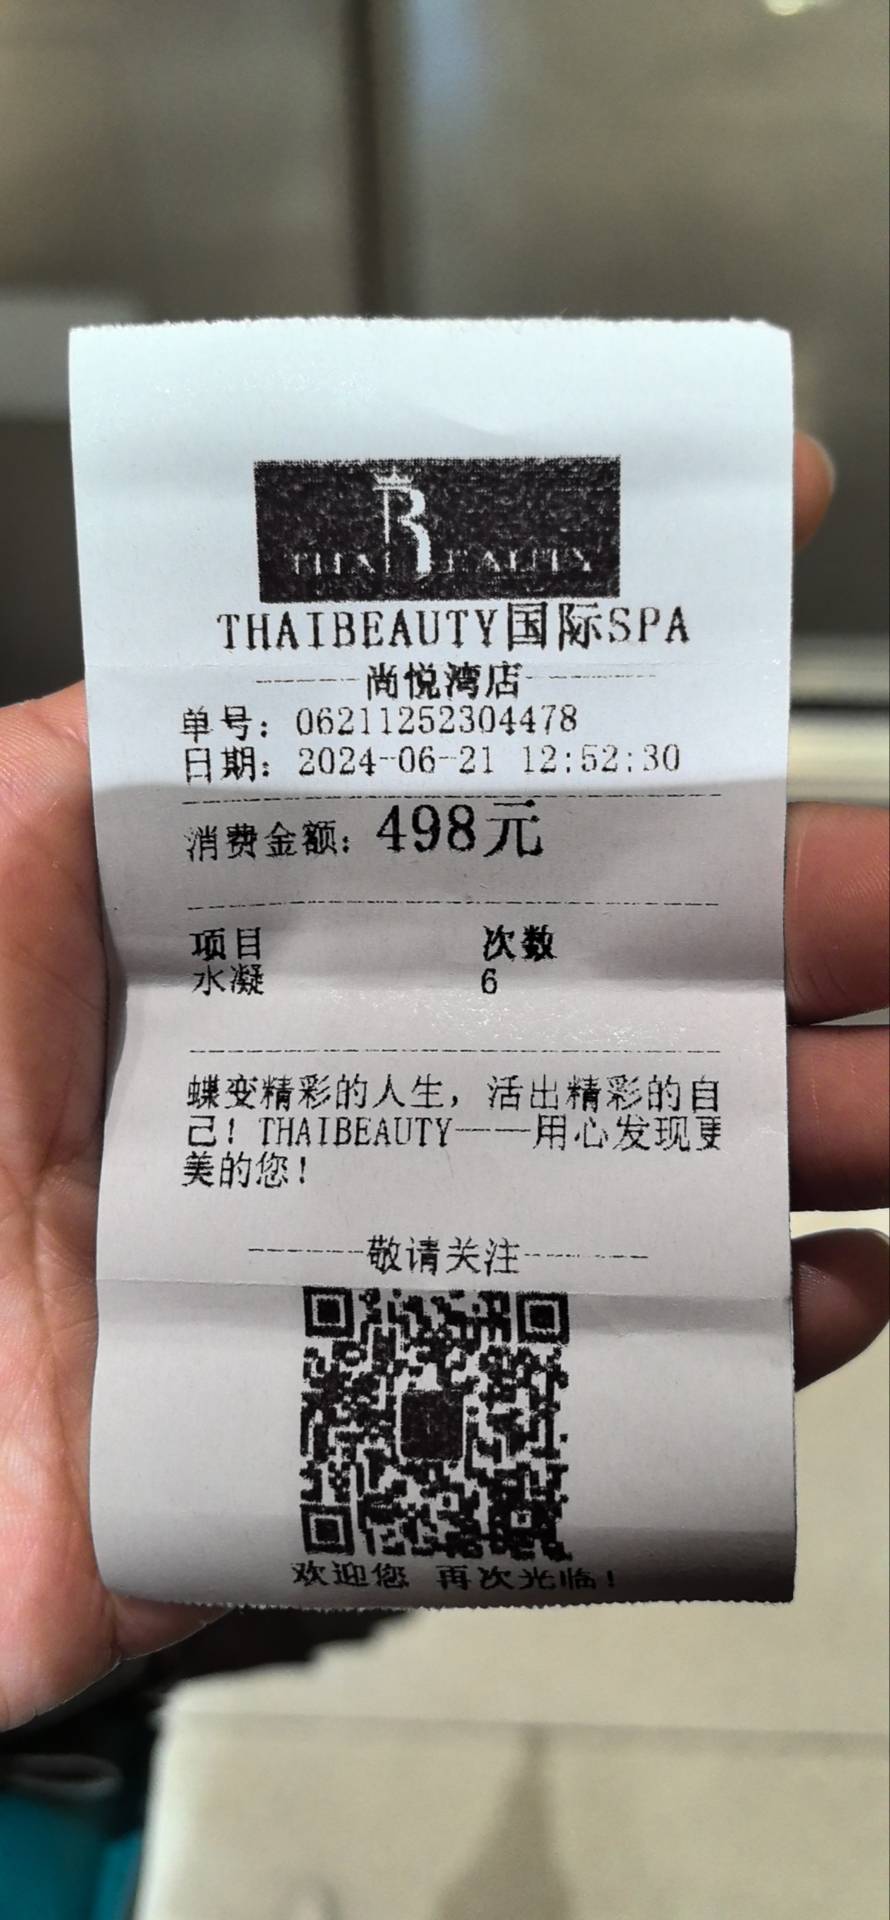 THAI BEAUTY
THAIBEAUTY国际SPA
尚悦湾店
单号：06211252304478
日期：2024-06-21 12:52:30
消费金额：498元
项目 次数
水凝 6
蝶变精彩的人生，活出精彩的自
己！THAIBEAUTY——用心发现更
美的您！
敬请关注
欢迎您 再次光临！